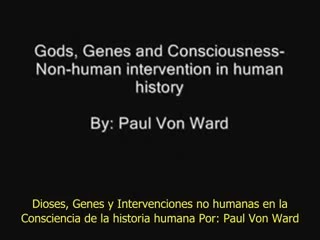 Gods, Genes and Consciousness-
Non-human intervention in human
history
By: Paul Von Ward
Dioses, Genes y Intervenciones no humanas en la
Consciencia de la historia humana Por: Paul Von Ward